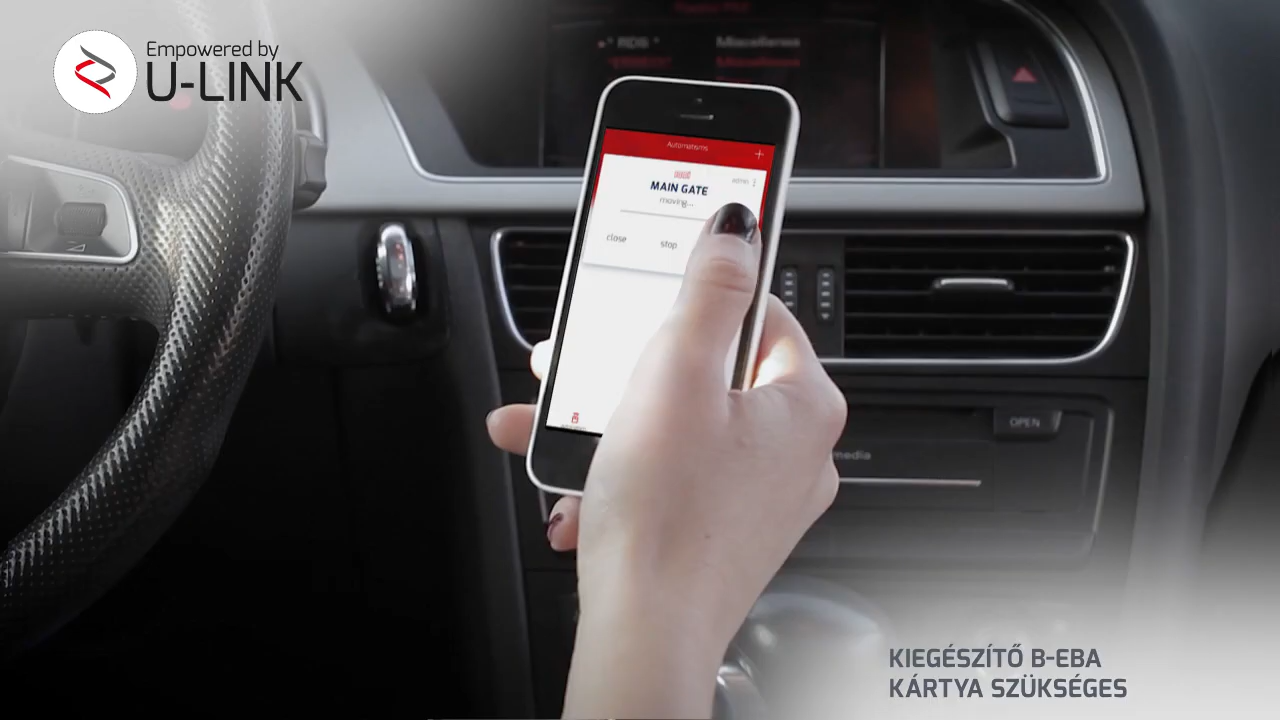 Empowered by
U-LINK
Automatisms
+
admin
MAIN GATE
moving...
close
stop
OPEN
media
KIEGÉSZÍTŐ B-EBA
KÁRTYA SZÜKSÉGES